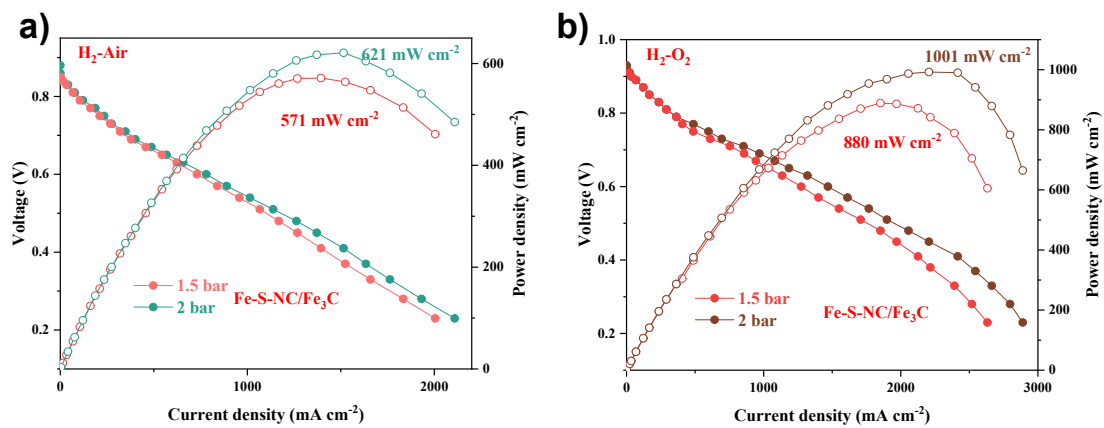 a)
H₂-Air
621 mW cm⁻²
571 mW cm⁻²
1.5 bar
2 bar
Fe-S-NC/Fe₃C
Voltage (V)
0.2
0.4
0.6
0.8
Power density (mW cm⁻²)
0
200
400
600
0
1000
2000
Current density (mA cm⁻²)
b)
H₂-O₂
1001 mW cm⁻²
880 mW cm⁻²
1.5 bar
2 bar
Fe-S-NC/Fe₃C
Voltage (V)
0.2
0.4
0.6
0.8
1.0
Power density (mW cm⁻²)
0
200
400
600
800
1000
0
1000
2000
3000
Current density (mA cm⁻²)